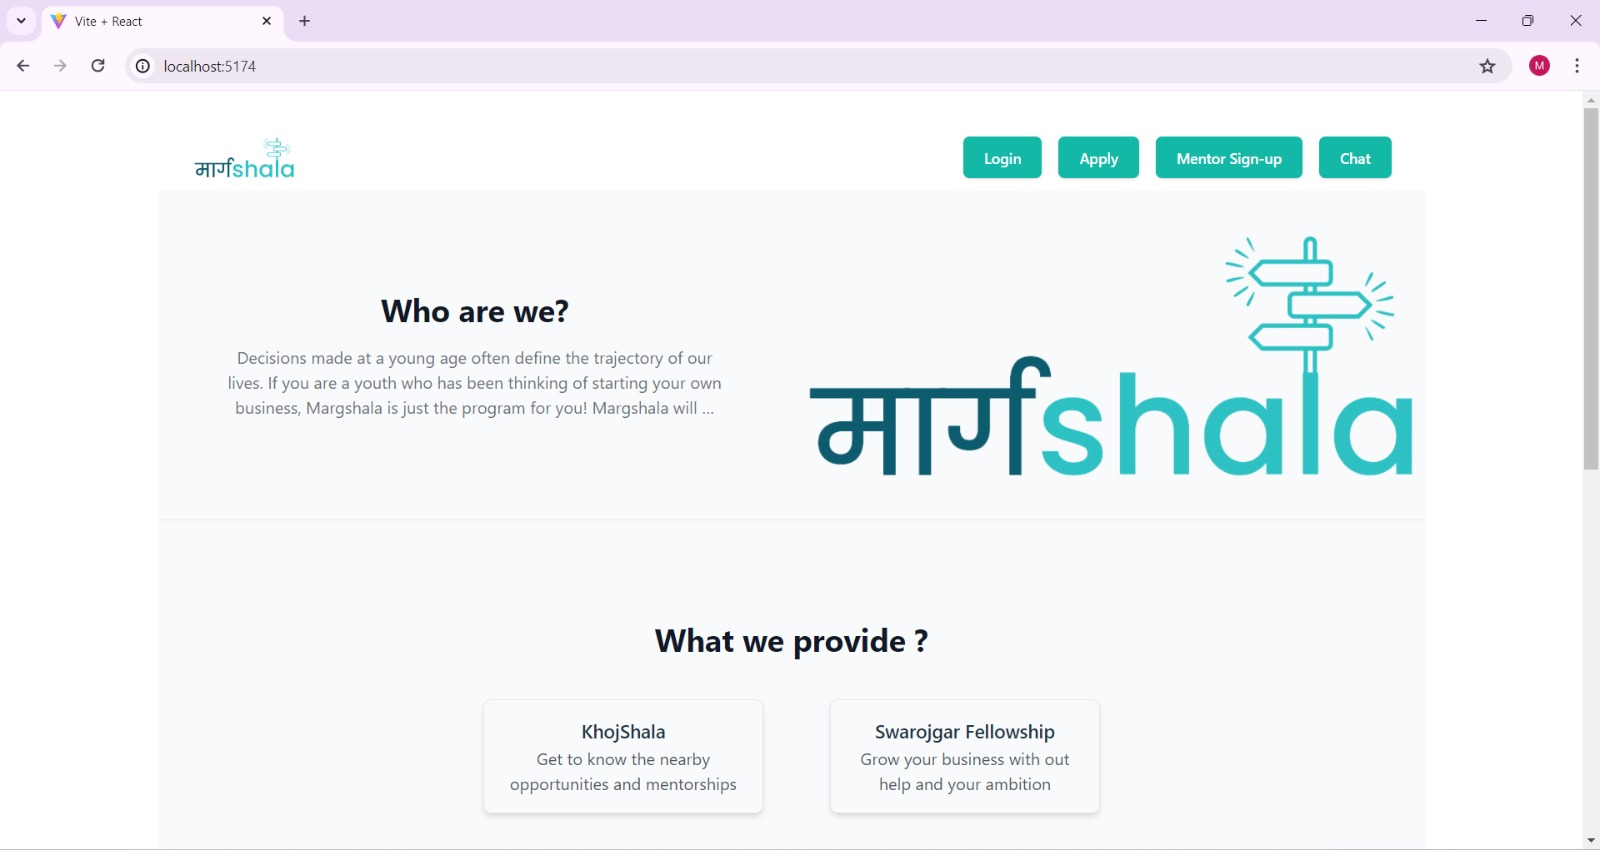 Vite + React
localhost:5174
M
मार्गshala
Login
Apply
Mentor Sign-up
Chat
Who are we?
Decisions made at a young age often define the trajectory of our
lives. If you are a youth who has been thinking of starting your own
business, Margshala is just the program for you! Margshala will ...
मार्गshala
What we provide ?
KhojShala
Get to know the nearby
opportunities and mentorships
Swarojgar Fellowship
Grow your business with out
help and your ambition